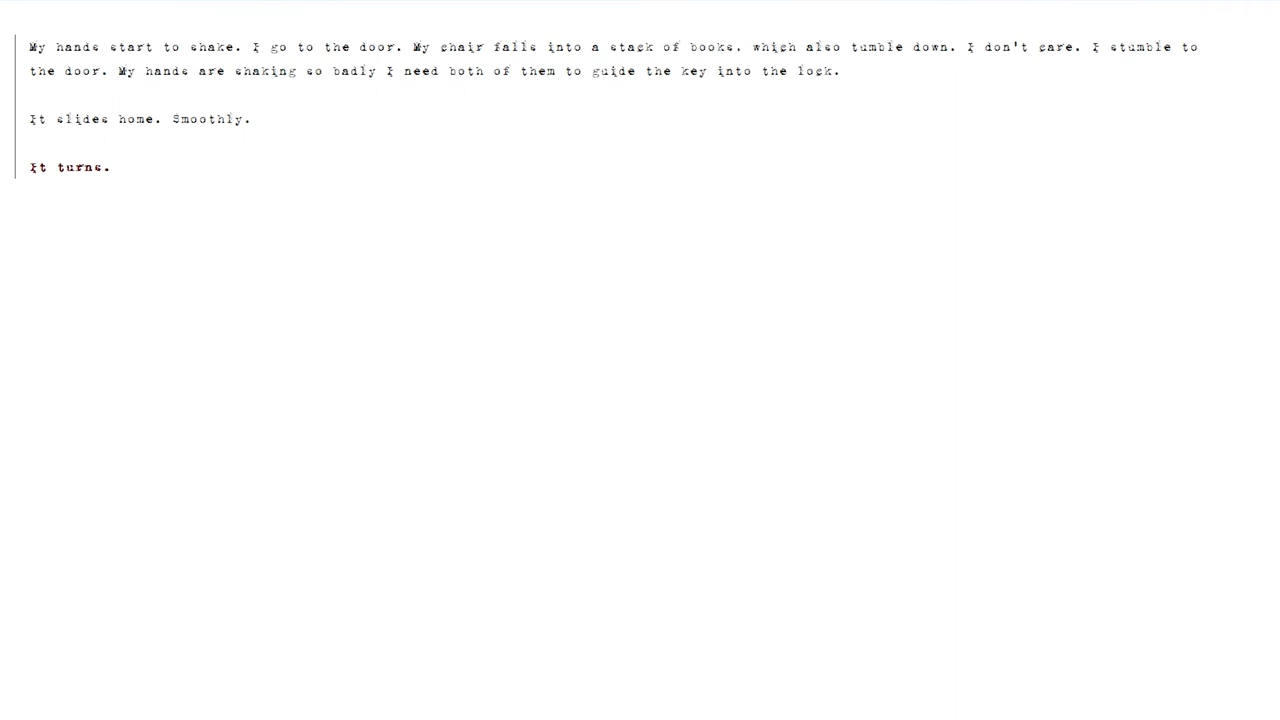 My hands start to shake. I go to the door. My chair falls into a stack of books, which also tumble down. I don't care. I stumble to
the door. My hands are shaking so badly I need both of them to guide the key into the lock.
It slides home. Smoothly.
It turns.